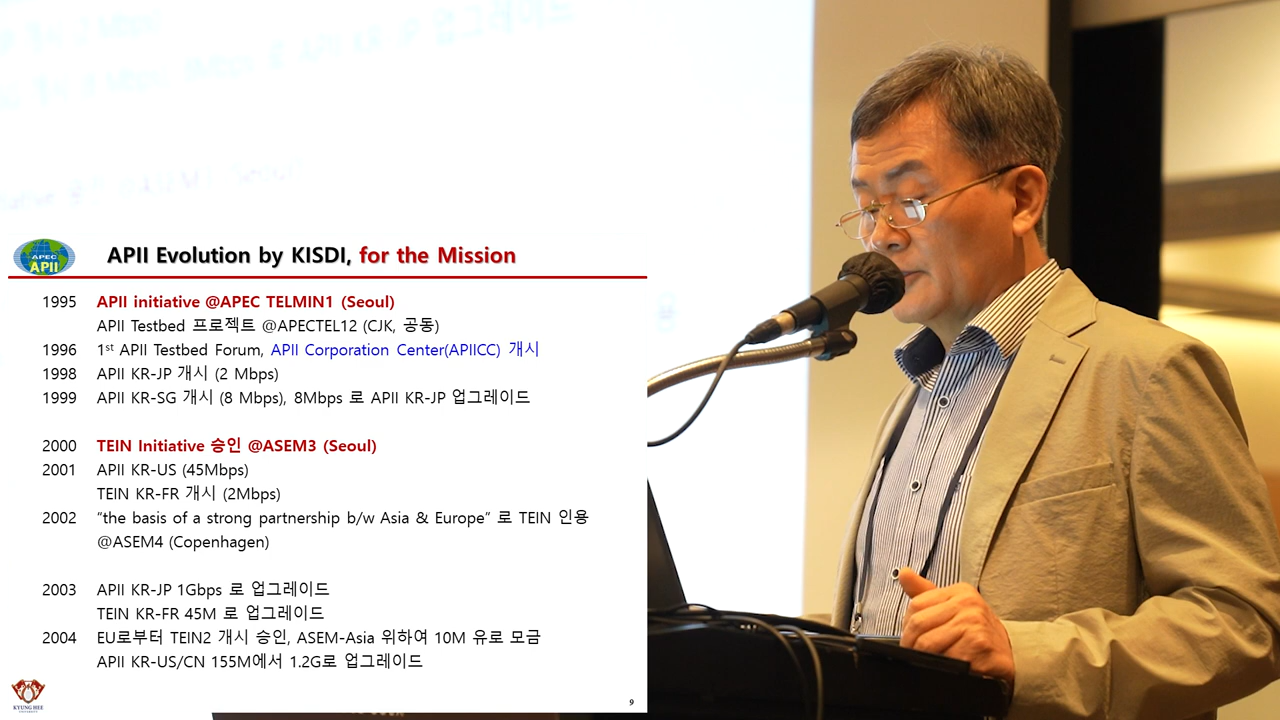 APEC
APII
APII Evolution by KISDI, for the Mission
1995 APII initiative @APEC TELMIN1 (Seoul)
APII Testbed 프로젝트 @APECTEL12 (CJK, 공동)
1996 1st APII Testbed Forum, APII Corporation Center(APIICC) 개시
1998 APII KR-JP 개시 (2 Mbps)
1999 APII KR-SG 개시 (8 Mbps), 8Mbps 로 APII KR-JP 업그레이드
2000 TEIN Initiative 승인 @ASEM3 (Seoul)
2001 APII KR-US (45Mbps)
TEIN KR-FR 개시 (2Mbps)
2002 “the basis of a strong partnership b/w Asia & Europe” 로 TEIN 인용
@ASEM4 (Copenhagen)
2003 APII KR-JP 1Gbps 로 업그레이드
TEIN KR-FR 45M 로 업그레이드
2004 EU로부터 TEIN2 개시 승인, ASEM-Asia 위하여 10M 유로 모금
APII KR-US/CN 155M에서 1.2G로 업그레이드
KYUNG HEE
UNIVERSITY
9